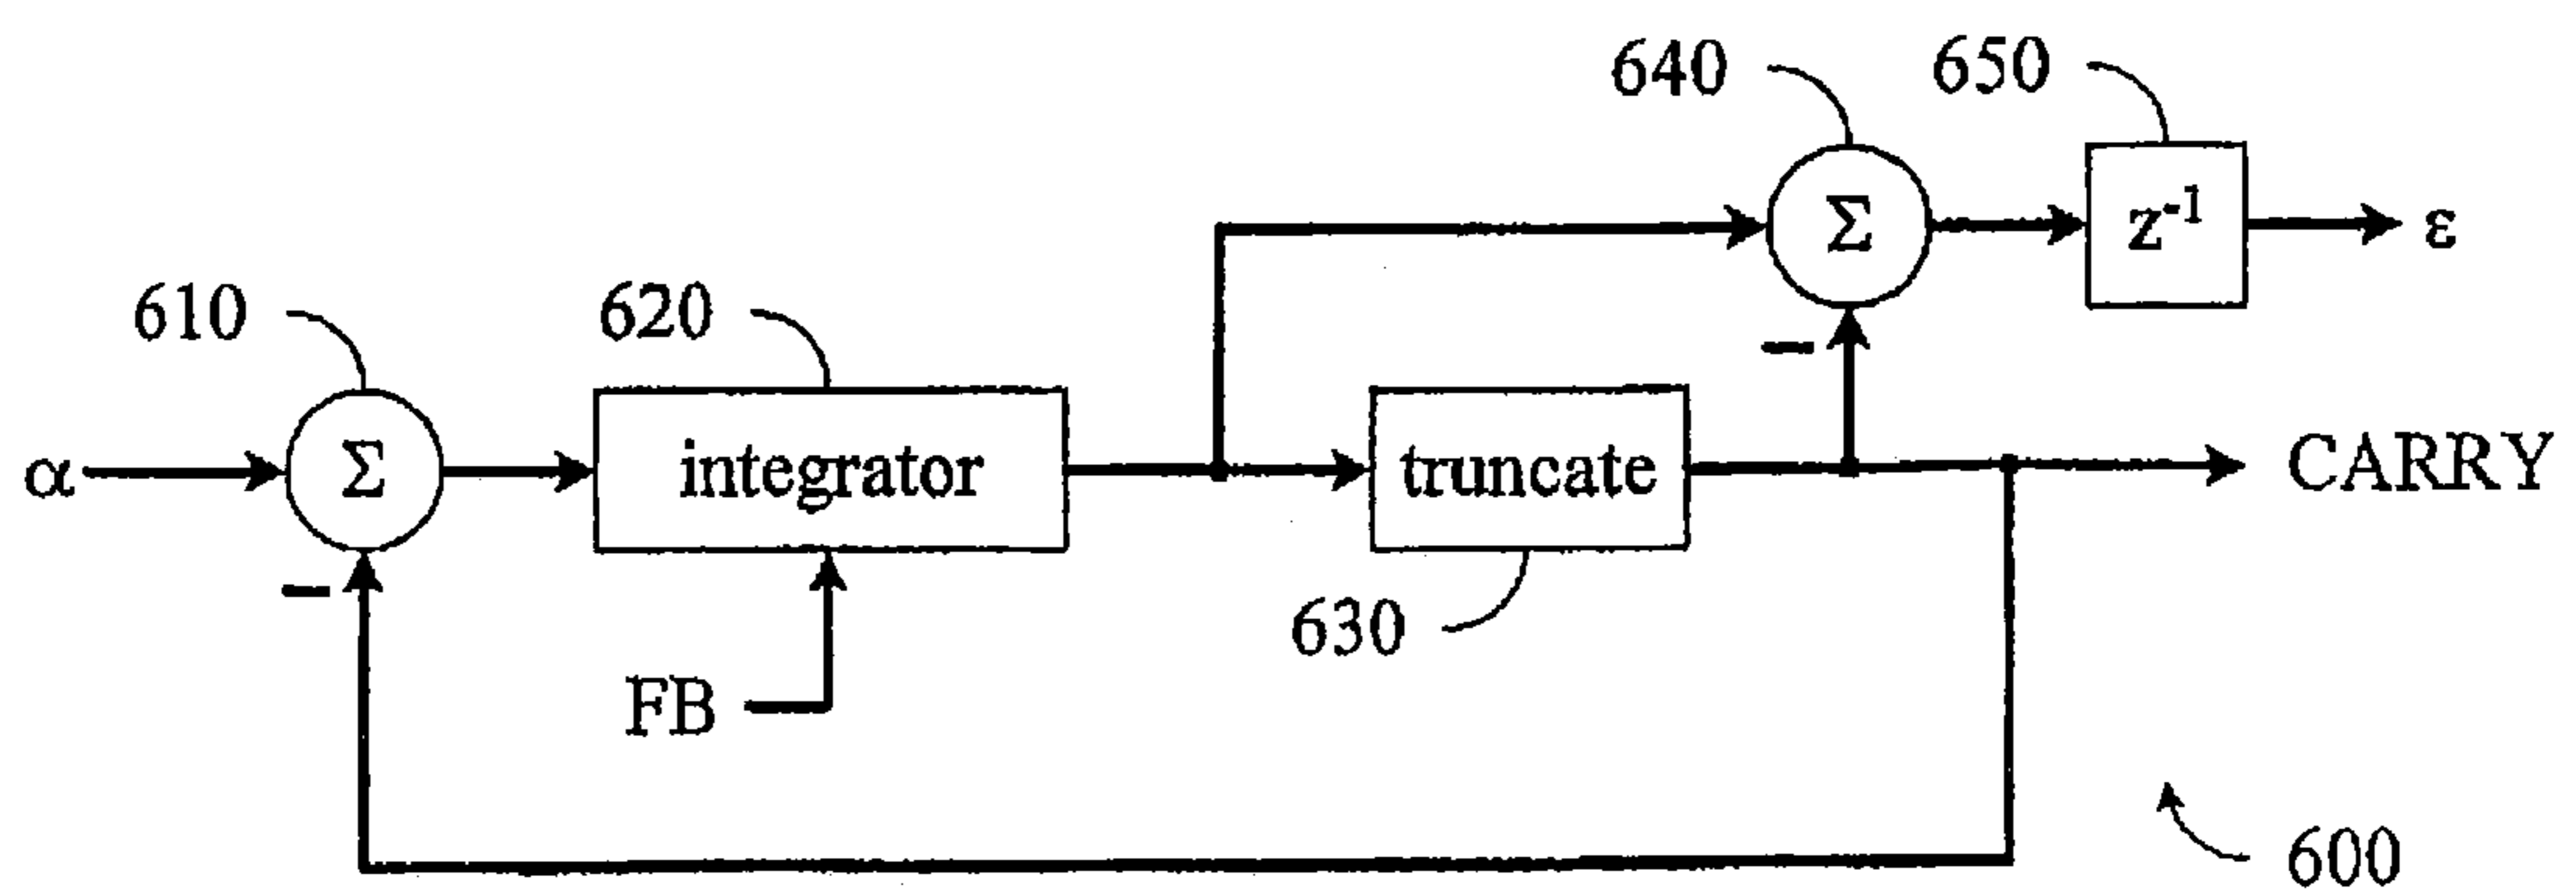 640
650
Σ
z-1
ε
610
620
α
Σ
integrator
truncate
CARRY
–
–
FB
630
600